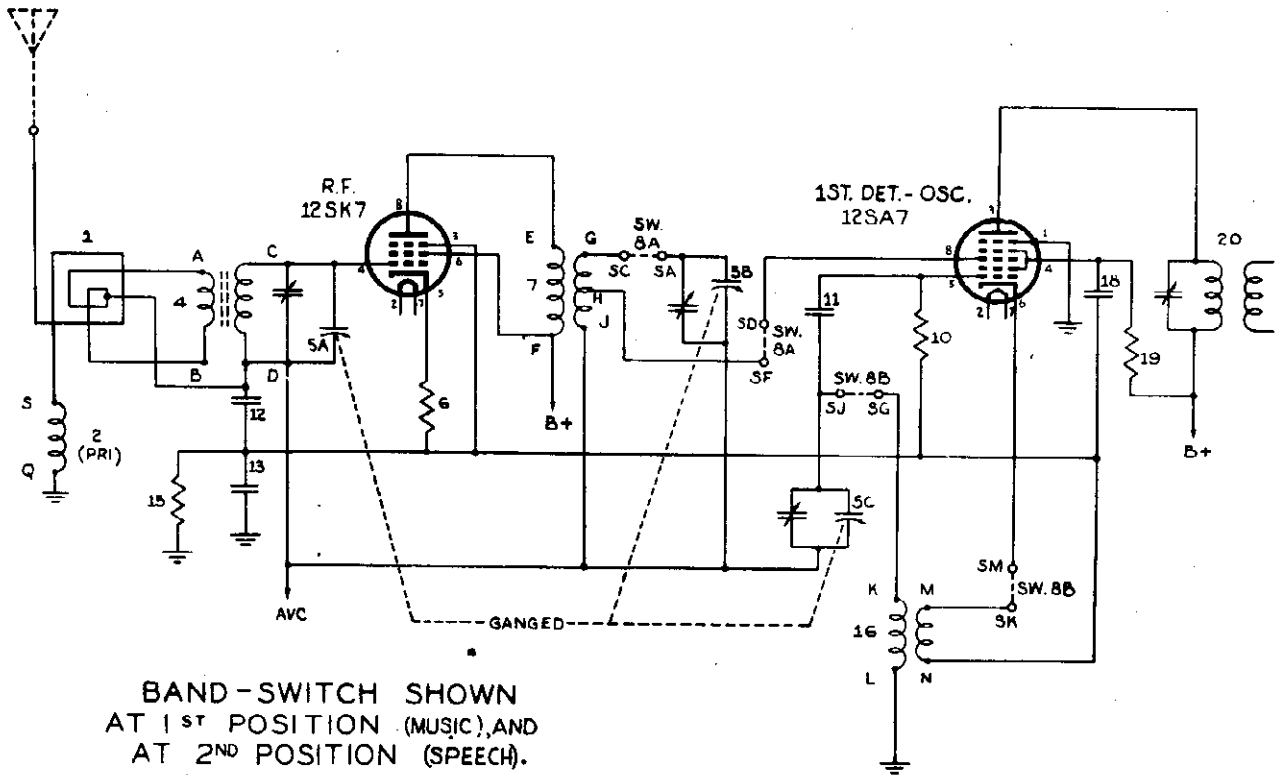 R.F.
12SK7
8
3
6
4
2
7
5
1ST. DET.-OSC.
12SA7
3
1
8
4
5
2
7
6
1
A
4
B
C
D
5A
12
13
15
S
2
(PRI)
Q
6
E
7
F
B+
G
H
J
SW.
8A
SC
SA
5B
SD
SW.
8A
SF
11
10
SW. 8B
SJ
SG
5C
18
19
20
B+
SM
SW. 8B
SK
K
16
L
M
N
AVC
GANGED
BAND-SWITCH SHOWN
AT 1ST POSITION (MUSIC), AND
AT 2ND POSITION (SPEECH).